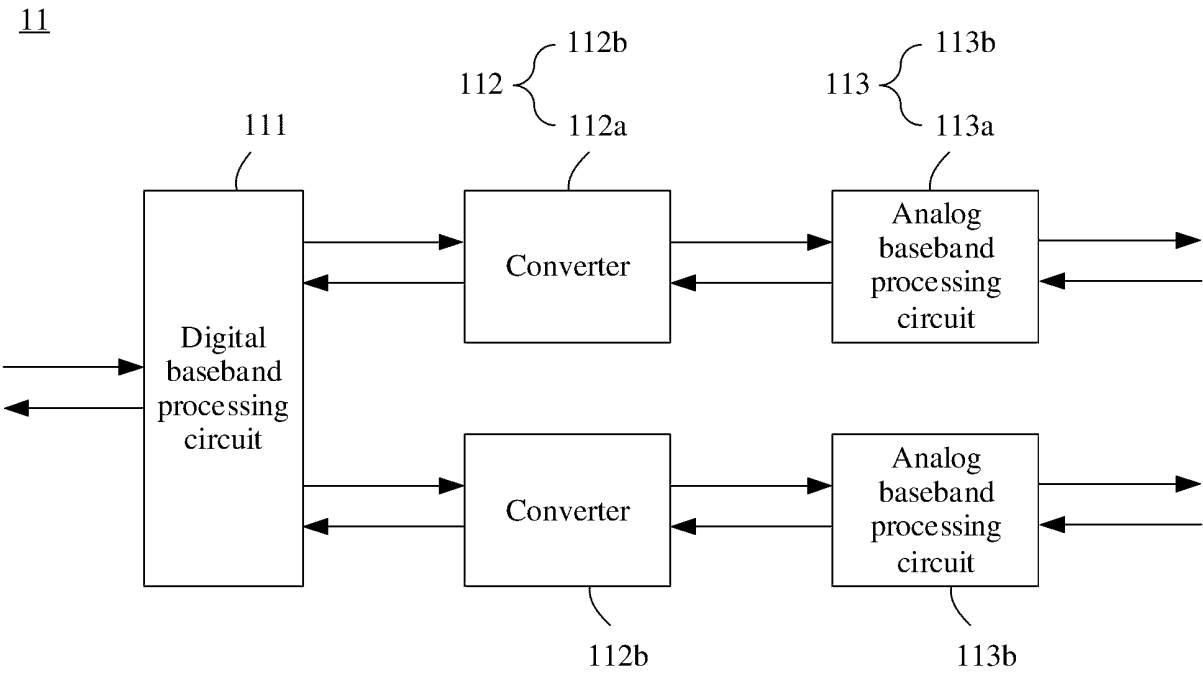 11
112b
113b
112
113
111
112a
113a
Analog
baseband
processing
circuit
Converter
Digital
baseband
processing
circuit
Analog
baseband
processing
circuit
Converter
112b
113b